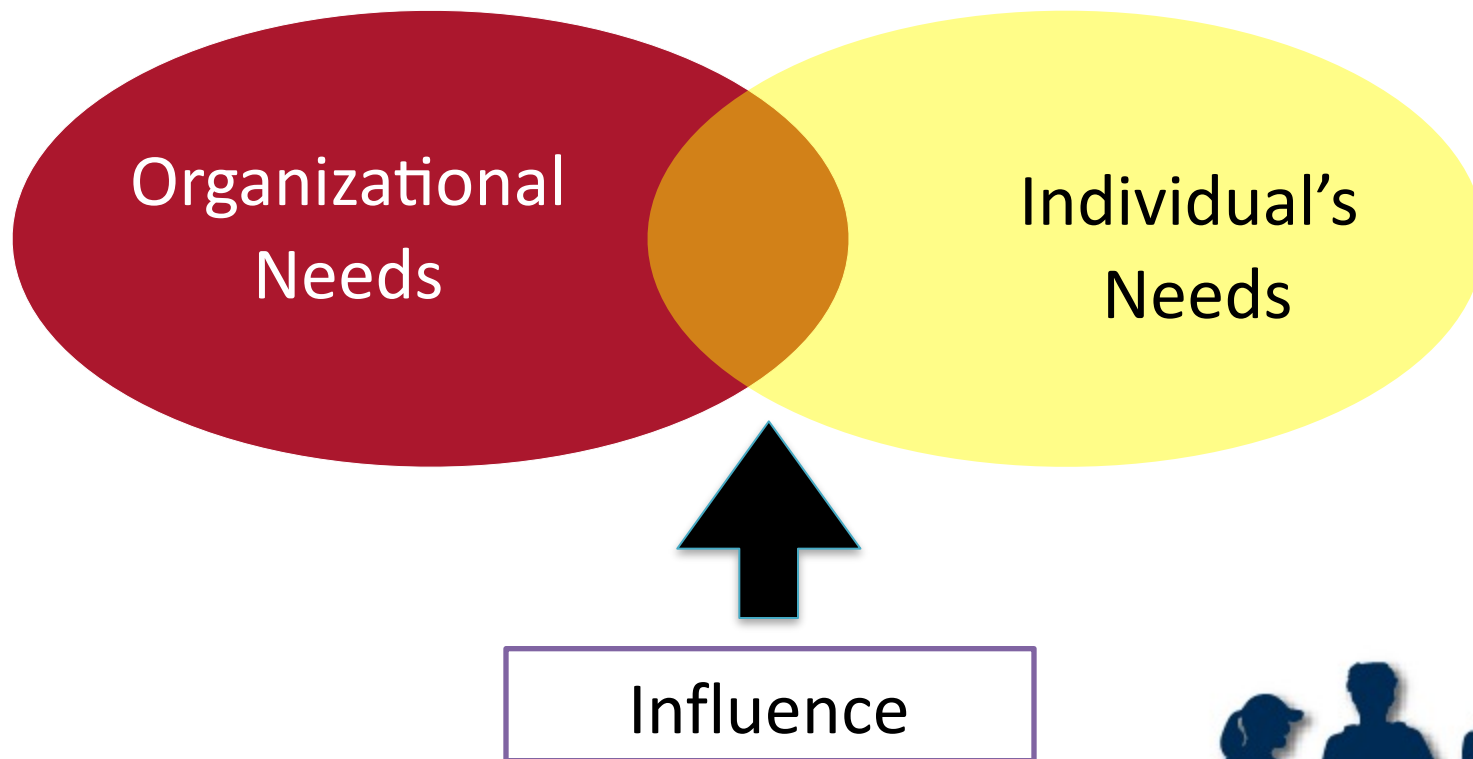 Organizational
Needs
Individual’s
Needs
Influence